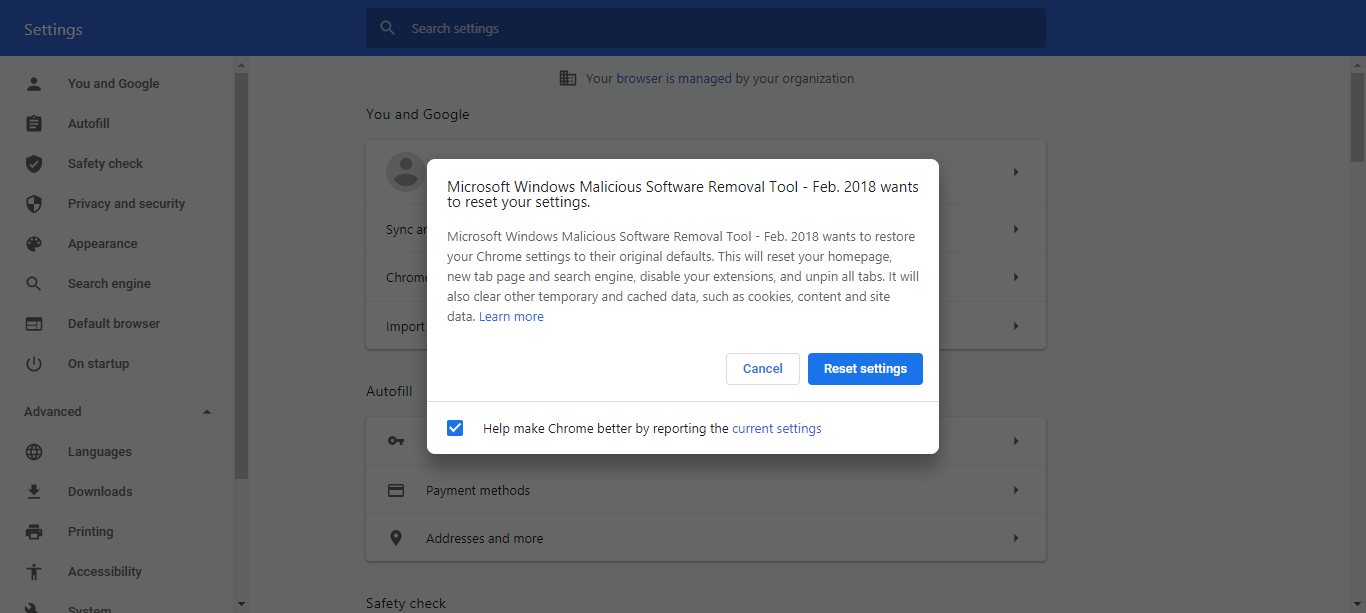 Settings
Search settings
You and Google
Autofill
Safety check
Privacy and security
Appearance
Search engine
Default browser
On startup
Advanced
Languages
Downloads
Printing
Accessibility
System
Your browser is managed by your organization
You and Google
Sync an
Chrome
Import
Microsoft Windows Malicious Software Removal Tool - Feb. 2018 wants
to reset your settings.
Microsoft Windows Malicious Software Removal Tool - Feb. 2018 wants to restore
your Chrome settings to their original defaults. This will reset your homepage,
new tab page and search engine, disable your extensions, and unpin all tabs. It will
also clear other temporary and cached data, such as cookies, content and site
data. Learn more
Cancel
Reset settings
Help make Chrome better by reporting the current settings
Autofill
Payment methods
Addresses and more
Safety check